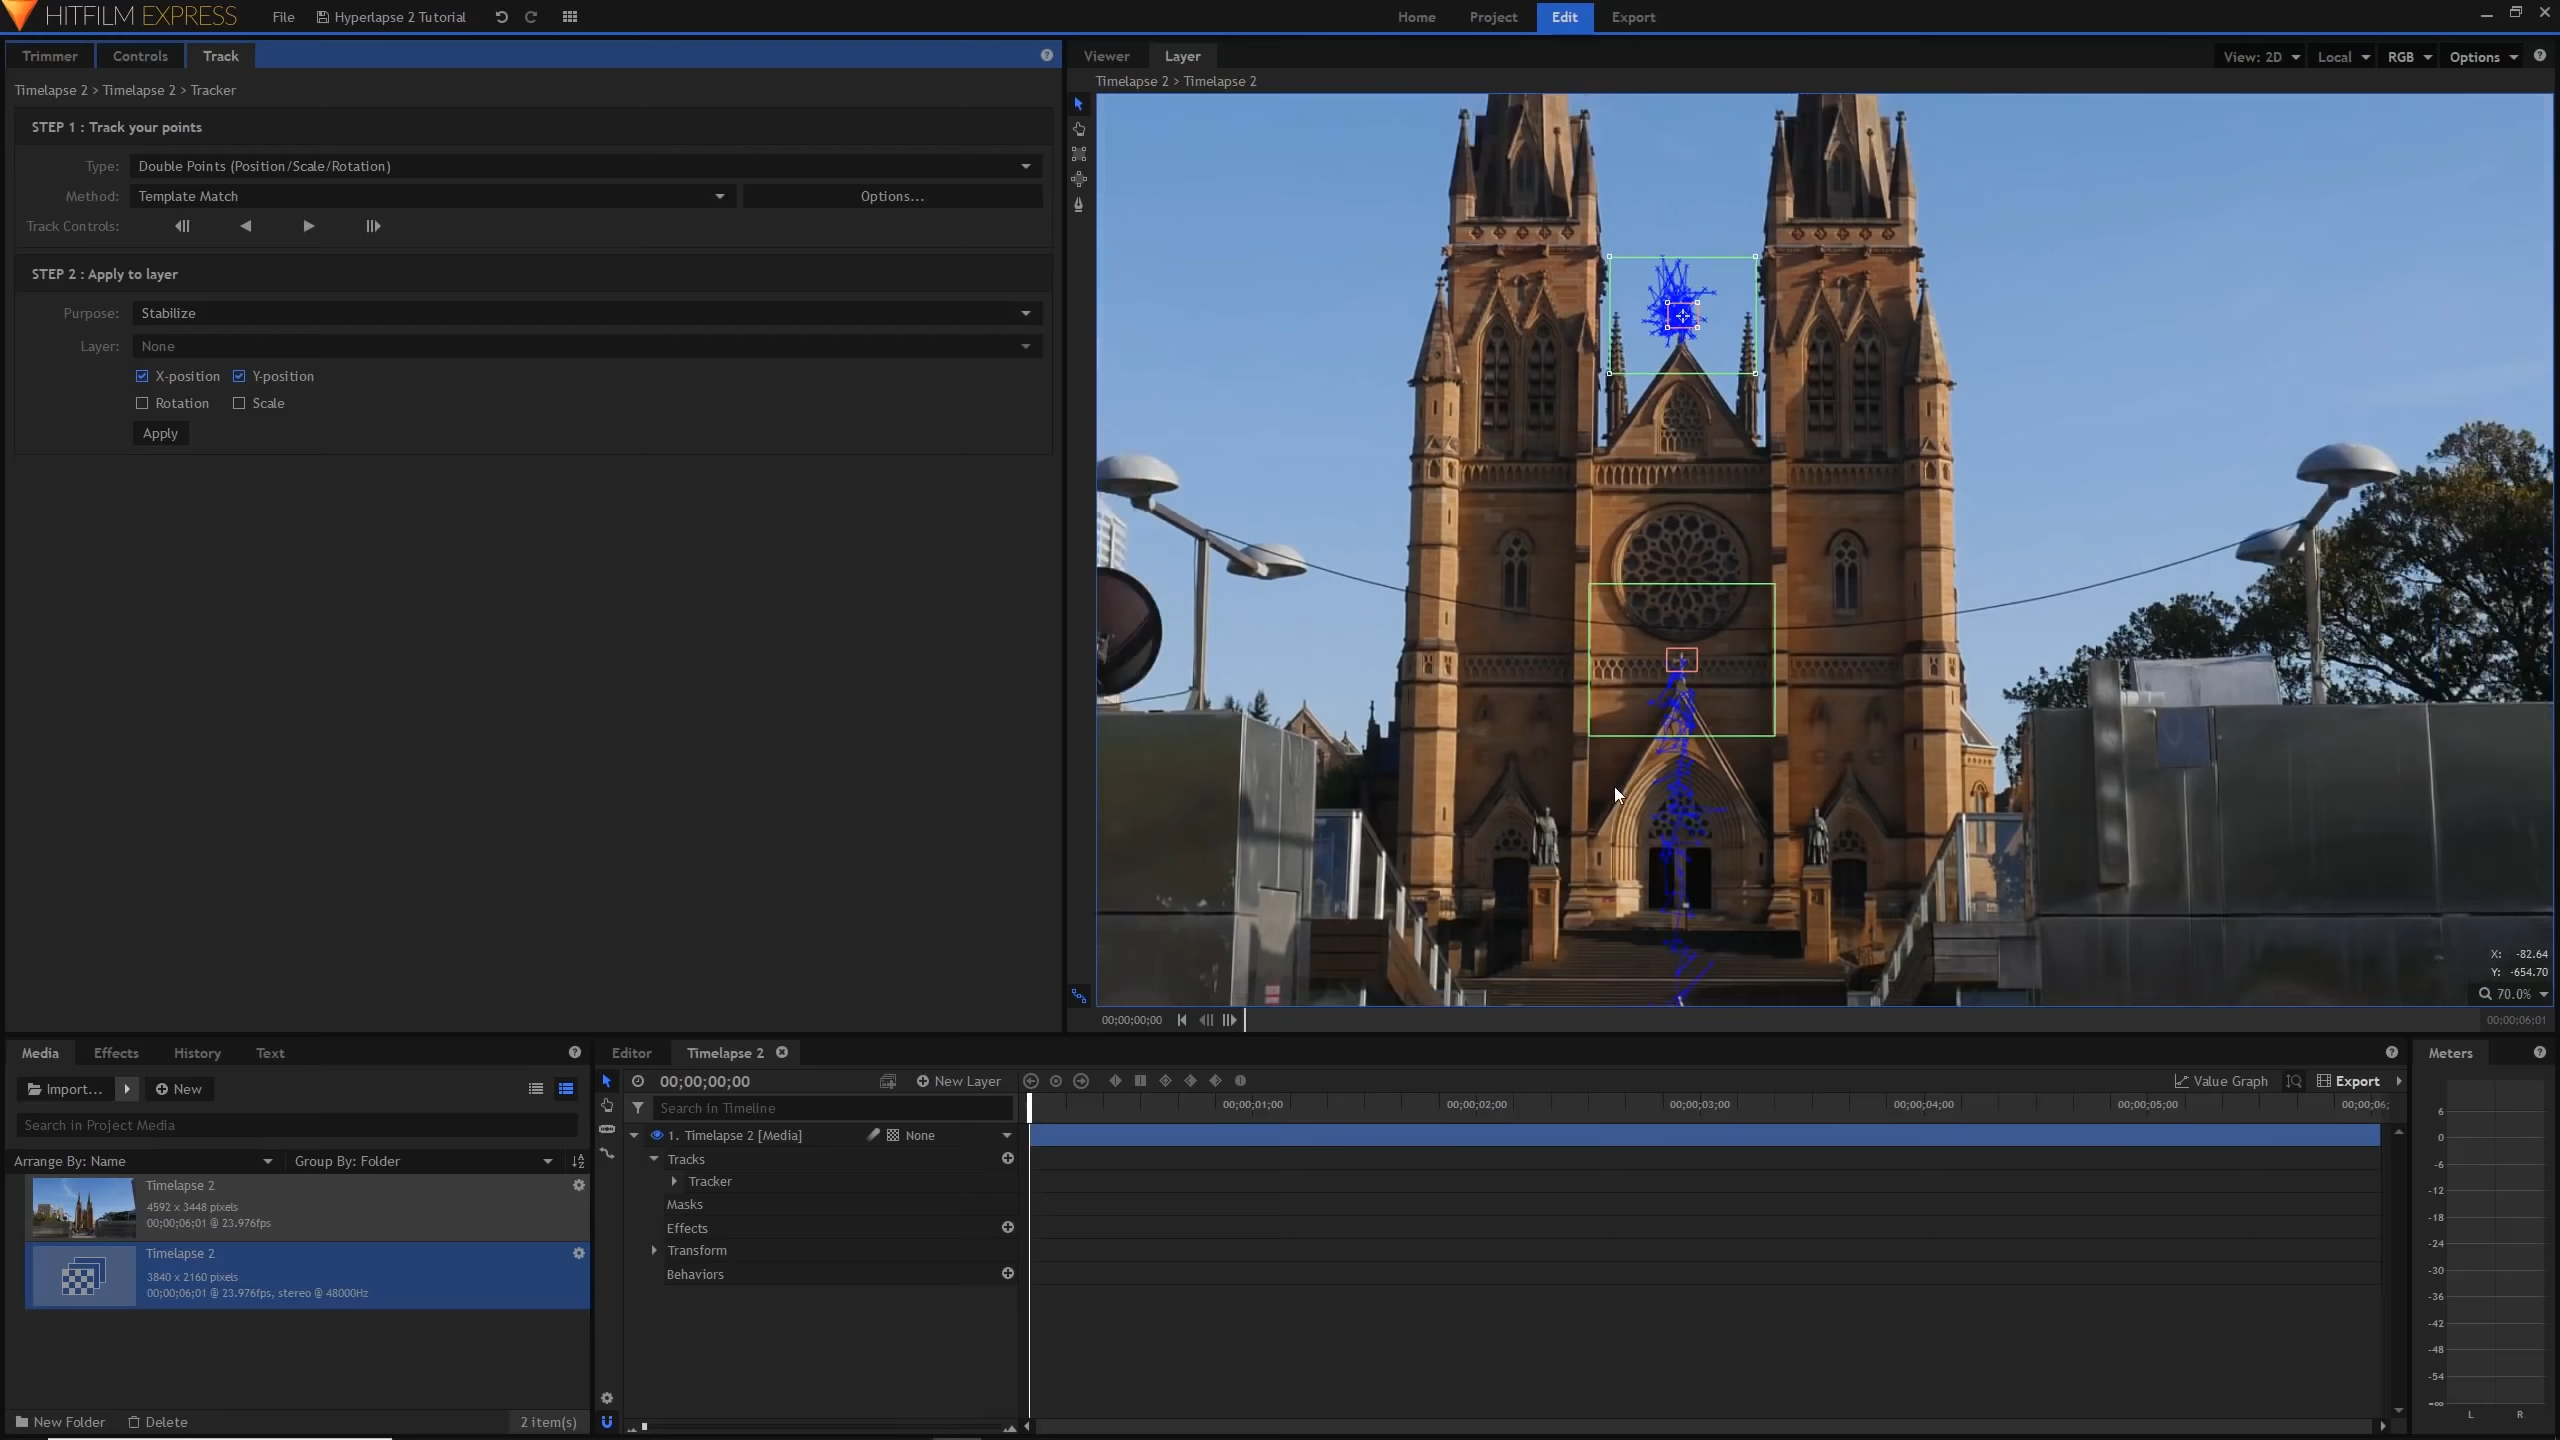 HITFILM EXPRESS File Hyperlapse 2 Tutorial Home Project Edit Export
Trimmer Controls Track
Timelapse 2 > Timelapse 2 > Tracker
STEP 1 : Track your points
Type: Double Points (Position/Scale/Rotation)
Method: Template Match Options...
Track Controls:
STEP 2 : Apply to layer
Purpose: Stabilize
Layer: None
X-position Y-position
Rotation Scale
Apply
Viewer Layer View: 2D Local RGB Options
Timelapse 2 > Timelapse 2
X: -82.64
Y: -654.70
70.0%
00;00;00;00 00;00;06;01
Media Effects History Text
Import... New
Search in Project Media
Arrange By: Name Group By: Folder
Timelapse 2
4592 x 3448 pixels
00;00;06;01 @ 23.976fps
Timelapse 2
3840 x 2160 pixels
00;00;06;01 @ 23.976fps, stereo @ 48000Hz
New Folder Delete 2 item(s)
Editor Timelapse 2
00;00;00;00 New Layer Value Graph Export
Search in Timeline 00;00;01;00 00;00;02;00 00;00;03;00 00;00;04;00 00;00;05;00 00;00;06;
1. Timelapse 2 [Media] None
Tracks
Tracker
Masks
Effects
Transform
Behaviors
Meters
6
0
-6
-12
-18
-24
-30
-36
-42
-48
-54
-∞
L R